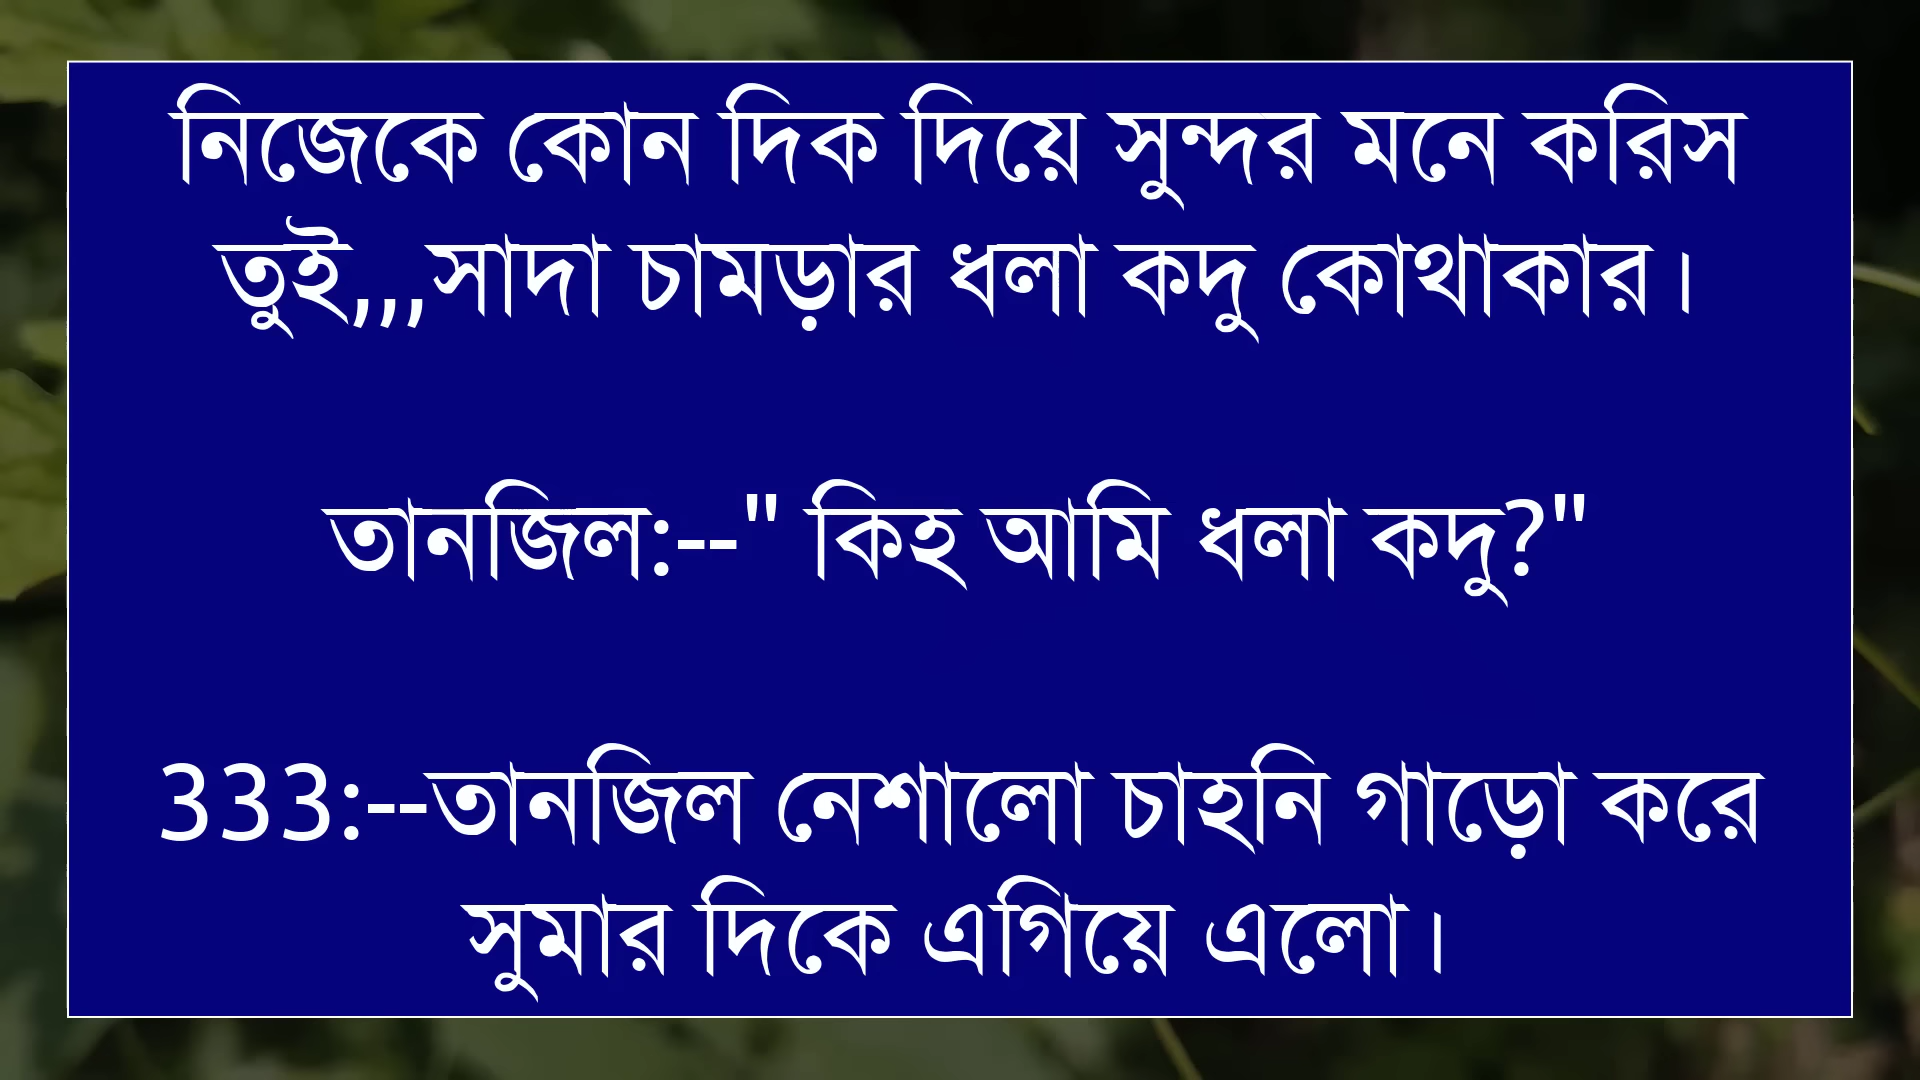 নিজেকে কোন দিক দিয়ে সুন্দর মনে করিস
তুই,,,সাদা চামড়ার ধলা কদু কোথাকার।
তানজিল:--" কিহ আমি ধলা কদু?"
333:--তানজিল নেশালো চাহনি গাড়ো করে
সুমার দিকে এগিয়ে এলো।